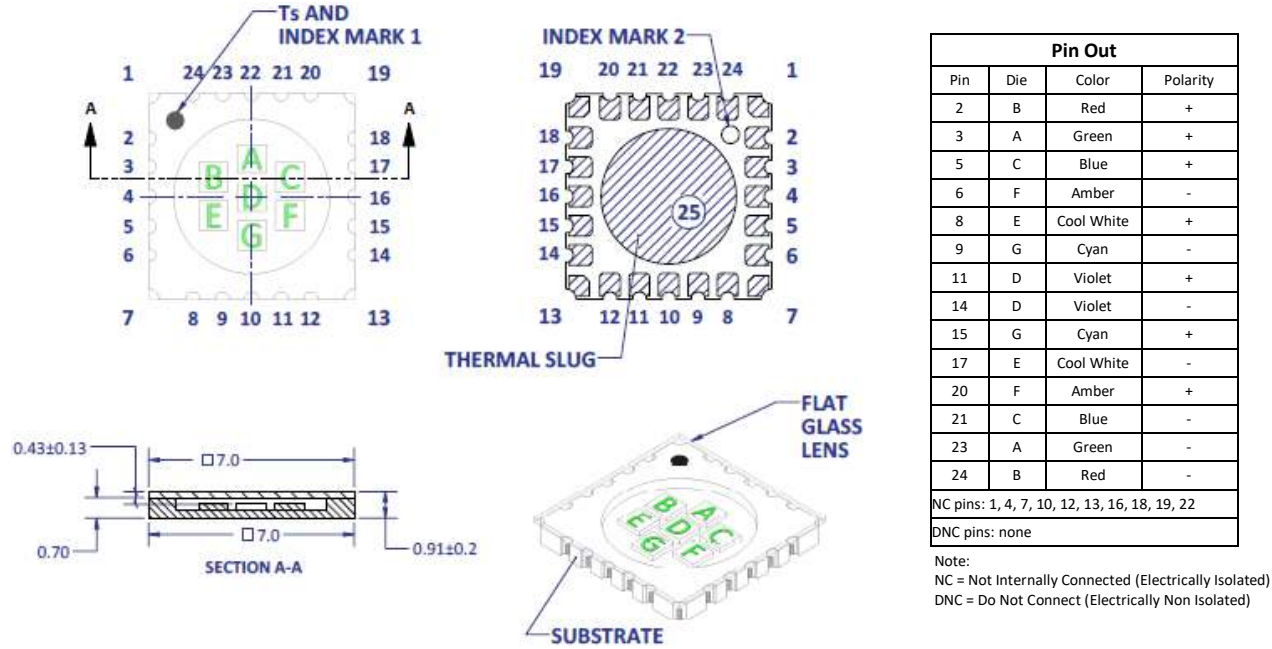 Ts AND
INDEX MARK 1
1 24 23 22 21 20 19
A A
2 18
3 17
4 16
5 15
6 14
7 8 9 10 11 12 13
A
B C
D
E F
G
INDEX MARK 2
19 20 21 22 23 24 1
18 2
17 3
16 4
25
15 5
14 6
13 12 11 10 9 8 7
THERMAL SLUG
0.43±0.13
□7.0
□7.0
0.70
0.91±0.2
SECTION A-A
FLAT
GLASS
LENS
B A
E D C
G F
SUBSTRATE
Pin Out
Pin Die Color Polarity
2 B Red +
3 A Green +
5 C Blue +
6 F Amber -
8 E Cool White +
9 G Cyan -
11 D Violet +
14 D Violet -
15 G Cyan +
17 E Cool White -
20 F Amber +
21 C Blue -
23 A Green -
24 B Red -
NC pins: 1, 4, 7, 10, 12, 13, 16, 18, 19, 22
DNC pins: none
Note:
NC = Not Internally Connected (Electrically Isolated)
DNC = Do Not Connect (Electrically Non Isolated)